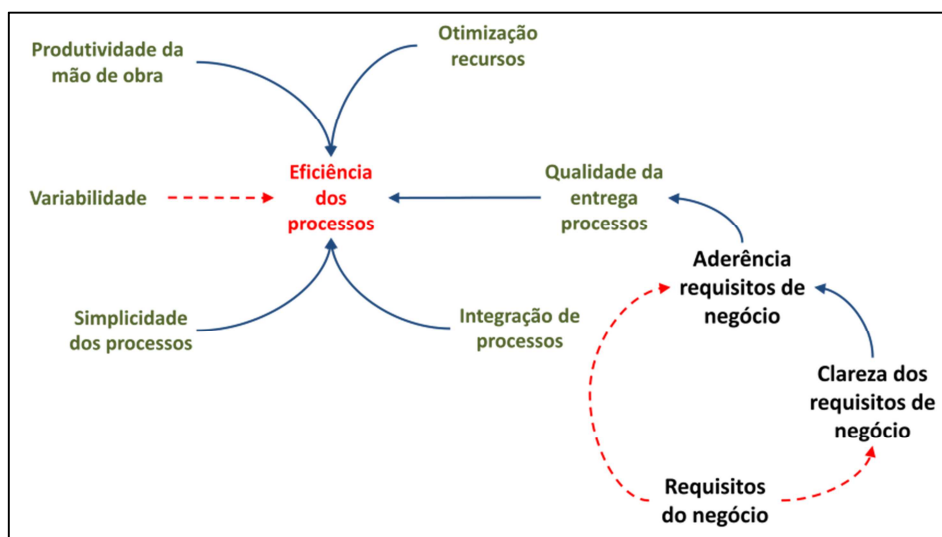 Produtividade da
mão de obra
Otimização
recursos
Variabilidade
Eficiência
dos
processos
Qualidade da
entrega
processos
Aderência
requisitos de
negócio
Simplicidade
dos processos
Integração de
processos
Clareza dos
requisitos de
negócio
Requisitos
do negócio